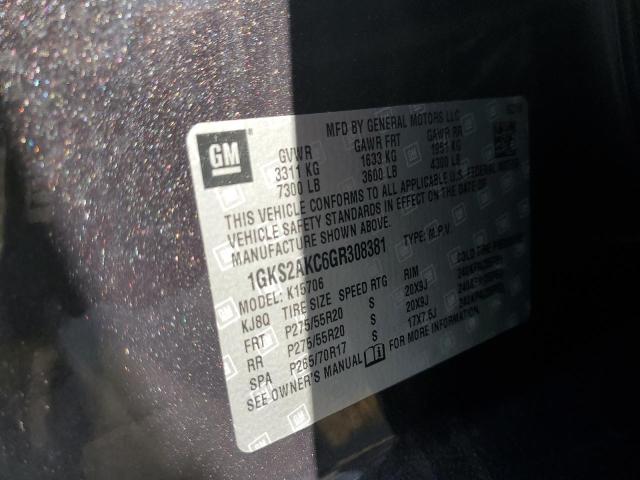 GM
MFD BY GENERAL MOTORS LLC
GVWR GAWR FRT GAWR RR
3311 KG 1633 KG 1951 KG
7300 LB 3600 LB 4300 LB
THIS VEHICLE CONFORMS TO ALL APPLICABLE U.S. FEDERAL MOTOR
VEHICLE SAFETY STANDARDS IN EFFECT ON THE DATE OF
MANUFACTURE SHOWN ABOVE.
1GKS2AKC6GR308381 TYPE: M.P.V.
MODEL: K15706
KJ8Q TIRE SIZE SPEED RTG RIM COLD
FRT P275/55R20 S 20X9J
RR P275/55R20 S 20X9J
SPA P265/70R17 S 17X7.5J
SEE OWNER'S MANUAL FOR MORE INFORMATION.